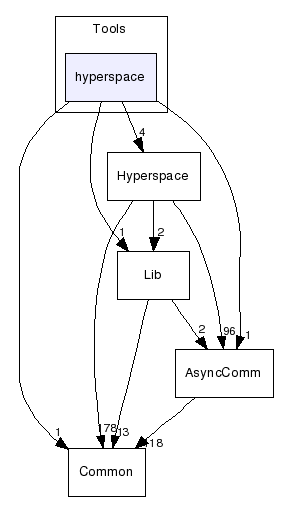 Tools
hyperspace
4
Hyperspace
1
2
Lib
2
96
1
AsyncComm
1
178
13
18
Common